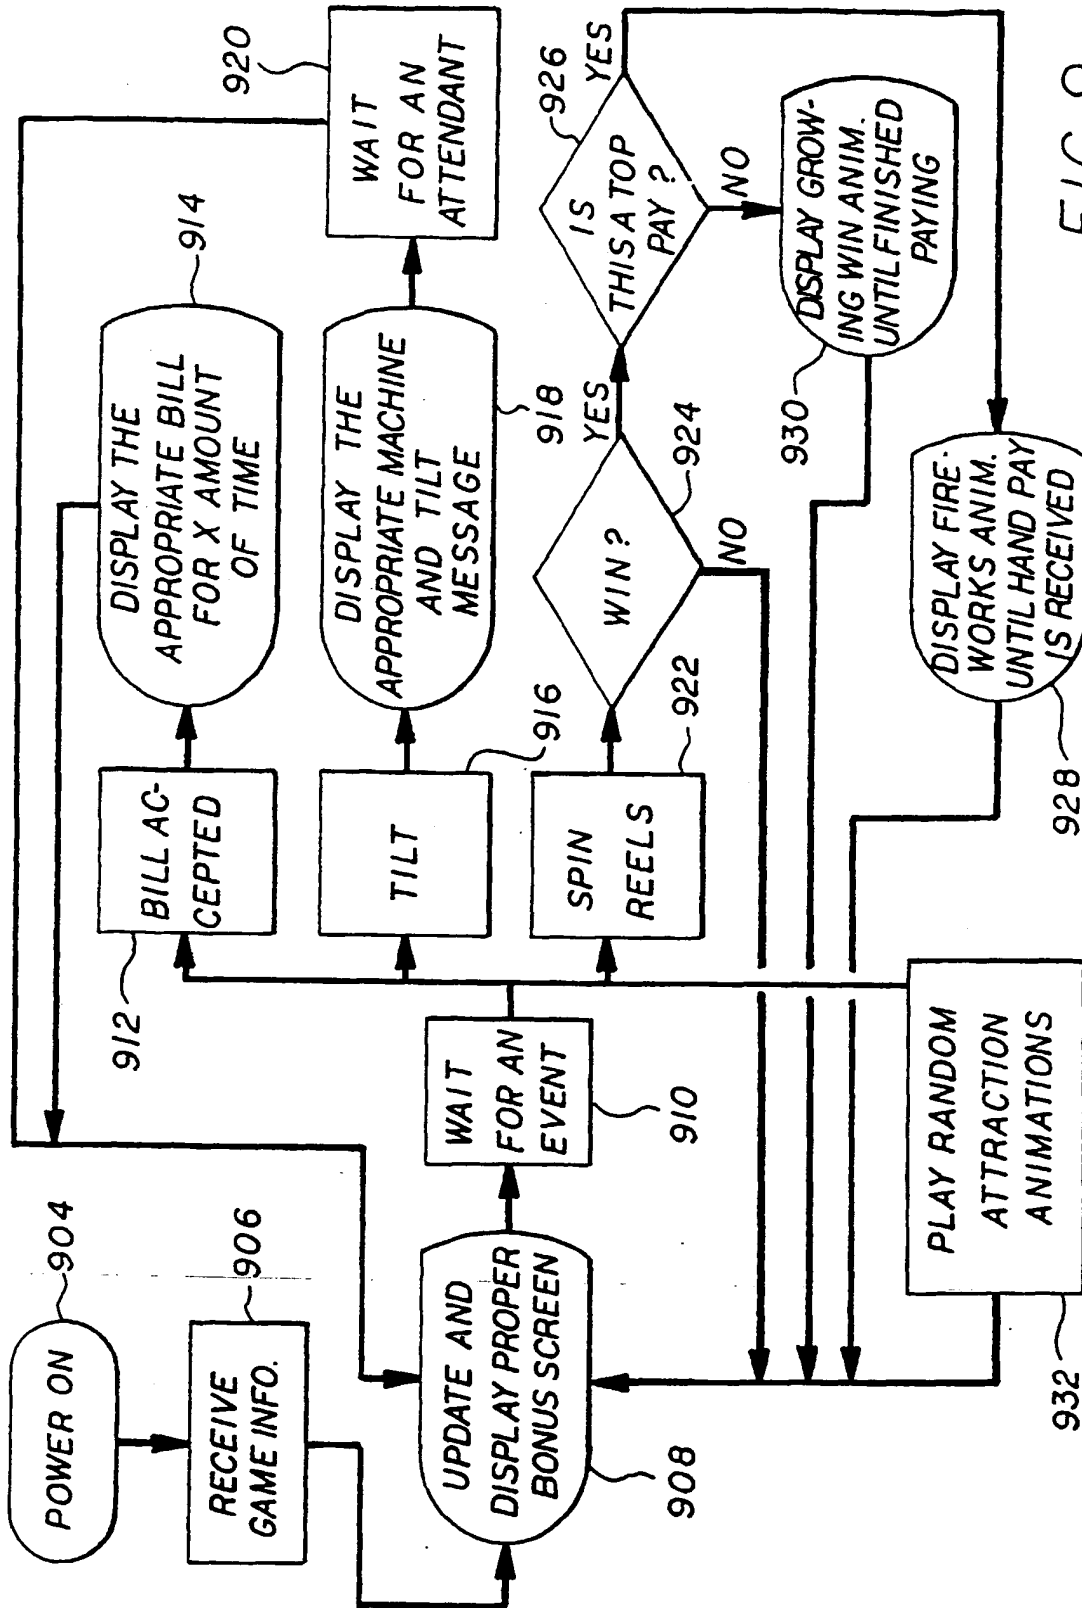 POWER ON
904
RECEIVE
GAME INFO.
906
UPDATE AND
DISPLAY PROPER
BONUS SCREEN
908
WAIT
FOR AN
EVENT
910
BILL AC-
CEPTED
912
DISPLAY THE
APPROPRIATE BILL
FOR X AMOUNT
OF TIME
914
TILT
916
DISPLAY THE
APPROPRIATE MACHINE
AND TILT
MESSAGE
918
WAIT
FOR AN
ATTENDANT
920
SPIN
REELS
922
WIN?
924
YES
NO
IS
THIS A TOP
PAY?
926
YES
NO
DISPLAY GROW-
ING WIN ANIM.
UNTIL FINISHED
PAYING
930
DISPLAY FIRE-
WORKS ANIM.
UNTIL HAND PAY
IS RECEIVED
928
PLAY RANDOM
ATTRACTION
ANIMATIONS
932